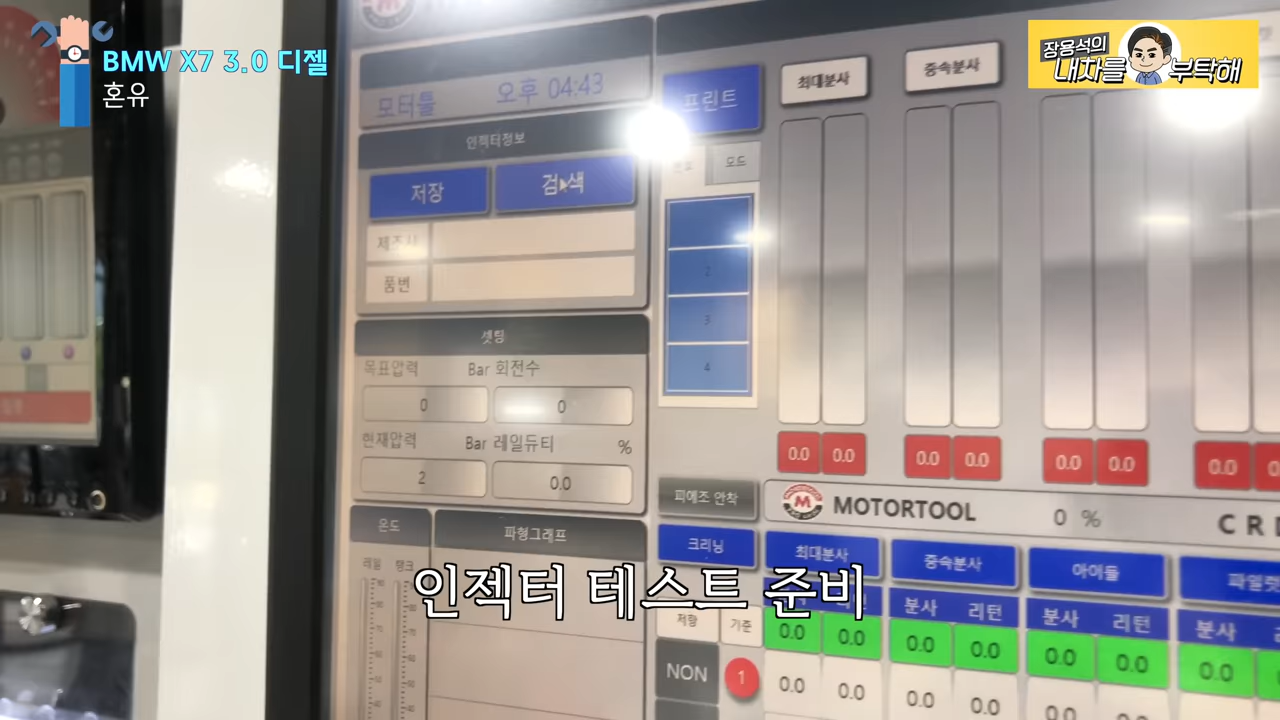 BMW X7 3.0 디젤
혼유
장용석의
내차를 부탁해
모터툴 오후 04:43
프린트
최대분사
중속분사
인젝터정보
모드
저장
검색
제조사
품번
2
3
4
셋팅
목표압력 Bar 회전수
0 0
현재압력 Bar 레일듀티 %
2 0.0
0.0 0.0 0.0 0.0 0.0 0.0 0.0
피에조 안착
M MOTORTOOL 0 %
온도
파형그래프
크리닝
최대분사
중속분사
아이들
레일 탱크
인젝터 테스트 준비
분사 리턴 분사 리턴 분사
저항 기준
0.0 0.0 0.0 0.0 0.0 0.0 0.0
NON 1
0.0 0.0 0.0 0.0 0.0